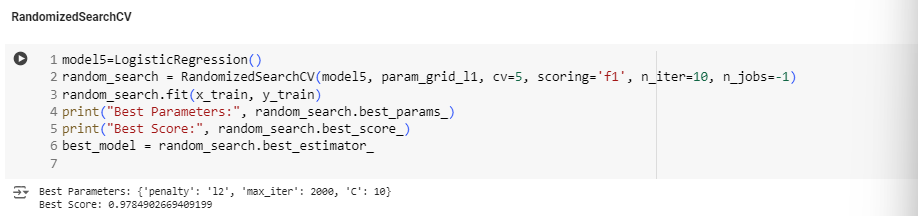 RandomizedSearchCV
1 model5=LogisticRegression()
2 random_search = RandomizedSearchCV(model5, param_grid_l1, cv=5, scoring='f1', n_iter=10, n_jobs=-1)
3 random_search.fit(x_train, y_train)
4 print("Best Parameters:", random_search.best_params_)
5 print("Best Score:", random_search.best_score_)
6 best_model = random_search.best_estimator_
7
Best Parameters: {'penalty': 'l2', 'max_iter': 2000, 'C': 10}
Best Score: 0.9784902669409199